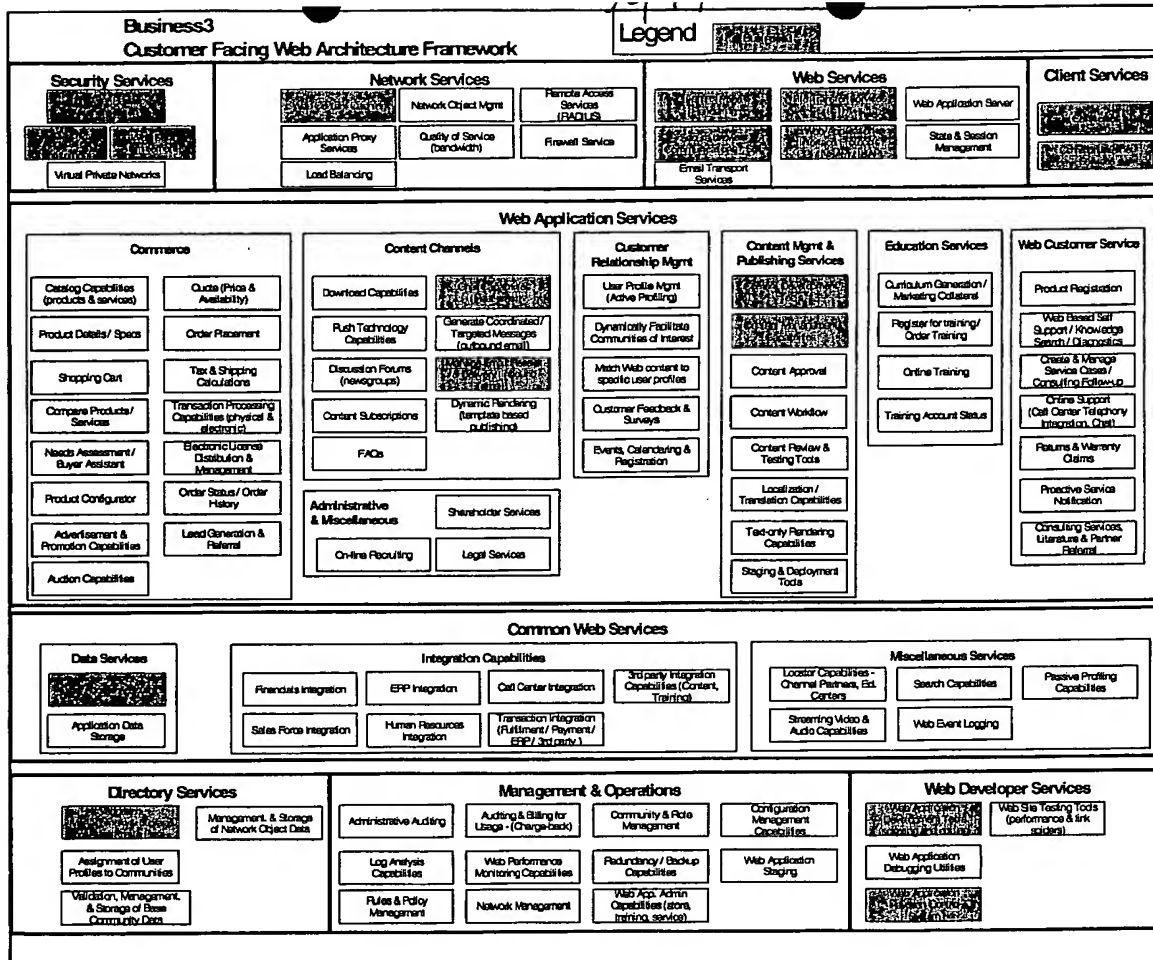 Business3
Customer Facing Web Architecture Framework
Legend
Security Services
Virtual Private Networks
Network Services
Network Object Mgmt
Remote Access
Services
(RADIUS)
Application Proxy
Services
Quality of Service
(bandwidth)
Firewall Service
Load Balancing
Web Services
Web Application Server
State & Session
Management
Email Transport
Services
Client Services
Web Application Services
Commerce
Catalog Capabilities
(products & services)
Quote (Price &
Availability)
Product Details / Specs
Order Placement
Shopping Cart
Tax & Shipping
Calculations
Compare Products /
Services
Transaction Processing
Capabilities (physical &
electronic)
Needs Assessment /
Buyer Assistant
Electronic License
Distribution &
Management
Product Configurator
Order Status / Order
History
Advertisement &
Promotion Capabilities
Lead Generation &
Referral
Auction Capabilities
Content Channels
Download Capabilities
Push Technology
Capabilities
Generate Coordinated /
Targeted Messages
(outbound email)
Discussion Forums
(newsgroups)
Content Subscriptions
Dynamic Rendering
(template based
publishing)
FAQs
Administrative
& Miscellaneous
Shareholder Services
On-line Recruiting
Legal Services
Customer
Relationship Mgmt
User Profile Mgmt
(Active Profiling)
Dynamically Facilitate
Communities of Interest
Match Web content to
specific user profiles
Customer Feedback &
Surveys
Events, Calendaring &
Registration
Content Mgmt &
Publishing Services
Content Approval
Content Workflow
Content Review &
Testing Tools
Localization /
Translation Capabilities
Text-only Rendering
Capabilities
Staging & Deployment
Tools
Education Services
Curriculum Generation /
Marketing Collateral
Register for training /
Order Training
Online Training
Training Account Status
Web Customer Service
Product Registration
Web Based Self
Support / Knowledge
Search / Diagnostics
Create & Manage
Service Cases /
Consulting Follow-up
Online Support
(Call Center Telephony
Integration, Chat)
Returns & Warranty
Claims
Proactive Service
Notification
Consulting Services,
Literature & Partner
Referral
Common Web Services
Data Services
Application Data
Storage
Integration Capabilities
Financials Integration
ERP Integration
Call Center Integration
3rd party Integration
Capabilities (Content,
Training)
Sales Force Integration
Human Resources
Integration
Transaction Integration
(Fulfillment / Payment /
ERP / 3rd party )
Miscellaneous Services
Locator Capabilities -
Channel Partners, Ed.
Centers
Search Capabilities
Passive Profiling
Capabilities
Streaming Video &
Audio Capabilities
Web Event Logging
Directory Services
Management, & Storage
of Network Object Data
Assignment of User
Profiles to Communities
Validation, Management,
& Storage of Base
Community Data
Management & Operations
Administrative Auditing
Auditing & Billing for
Usage - (Charge-back)
Community & Role
Management
Configuration
Management
Capabilities
Log Analysis
Capabilities
Web Performance
Monitoring Capabilities
Redundancy / Backup
Capabilities
Web Application
Staging
Rules & Policy
Management
Network Management
Web App. Admin
Capabilities (store,
training, service)
Web Developer Services
Web Application
Web Site Testing Tools
(performance & link
spiders)
Web Application
Debugging Utilities
Web Application